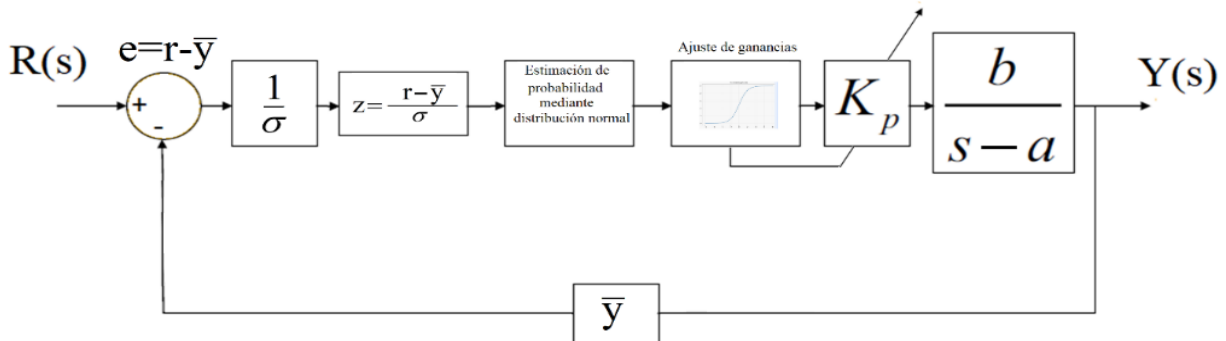 R(s)
e=r-y̅
+
-
1
σ
z= r-y̅
σ
Estimación de
probabilidad
mediante
distribución normal
Ajuste de ganancias
K p
b
s - a
Y(s)
y̅